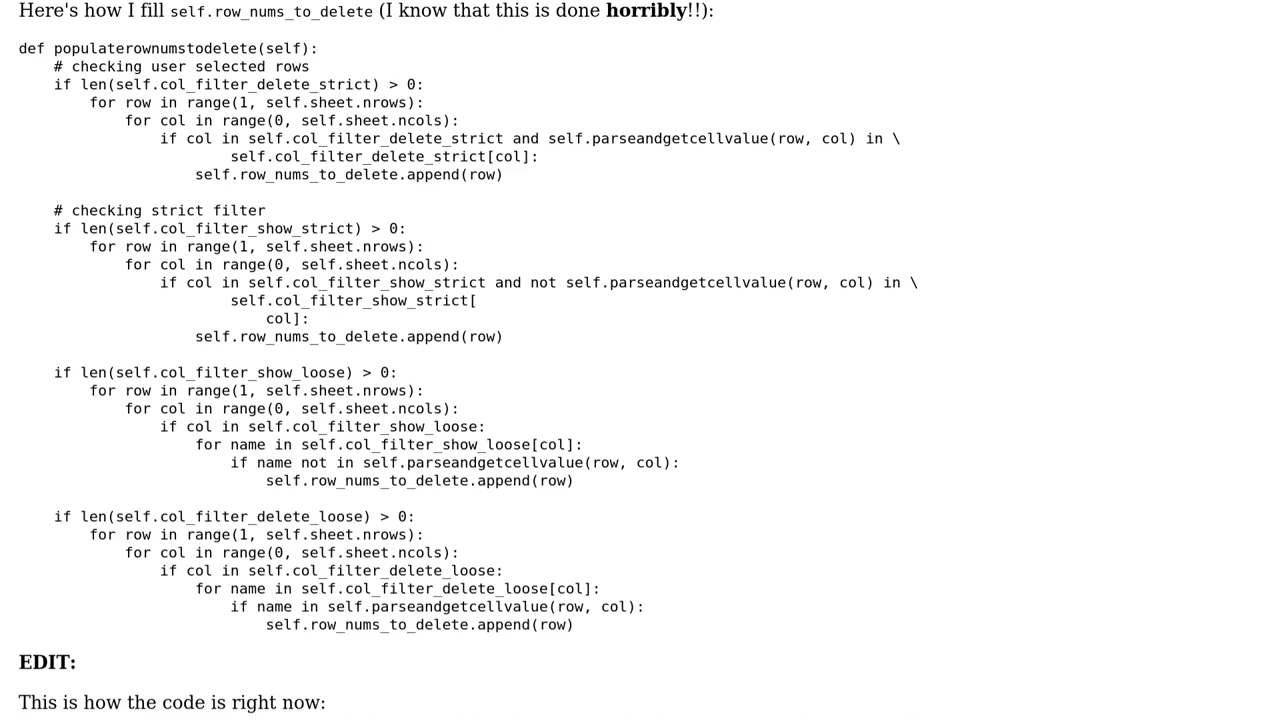 Here's how I fill self.row_nums_to_delete (I know that this is done horribly!!):
def populaterownumstodelete(self):
    # checking user selected rows
    if len(self.col_filter_delete_strict) > 0:
        for row in range(1, self.sheet.nrows):
            for col in range(0, self.sheet.ncols):
                if col in self.col_filter_delete_strict and self.parseandgetcellvalue(row, col) in \
                        self.col_filter_delete_strict[col]:
                    self.row_nums_to_delete.append(row)

    # checking strict filter
    if len(self.col_filter_show_strict) > 0:
        for row in range(1, self.sheet.nrows):
            for col in range(0, self.sheet.ncols):
                if col in self.col_filter_show_strict and not self.parseandgetcellvalue(row, col) in \
                        self.col_filter_show_strict[
                            col]:
                    self.row_nums_to_delete.append(row)

    if len(self.col_filter_show_loose) > 0:
        for row in range(1, self.sheet.nrows):
            for col in range(0, self.sheet.ncols):
                if col in self.col_filter_show_loose:
                    for name in self.col_filter_show_loose[col]:
                        if name not in self.parseandgetcellvalue(row, col):
                            self.row_nums_to_delete.append(row)

    if len(self.col_filter_delete_loose) > 0:
        for row in range(1, self.sheet.nrows):
            for col in range(0, self.sheet.ncols):
                if col in self.col_filter_delete_loose:
                    for name in self.col_filter_delete_loose[col]:
                        if name in self.parseandgetcellvalue(row, col):
                            self.row_nums_to_delete.append(row)
EDIT:
This is how the code is right now: